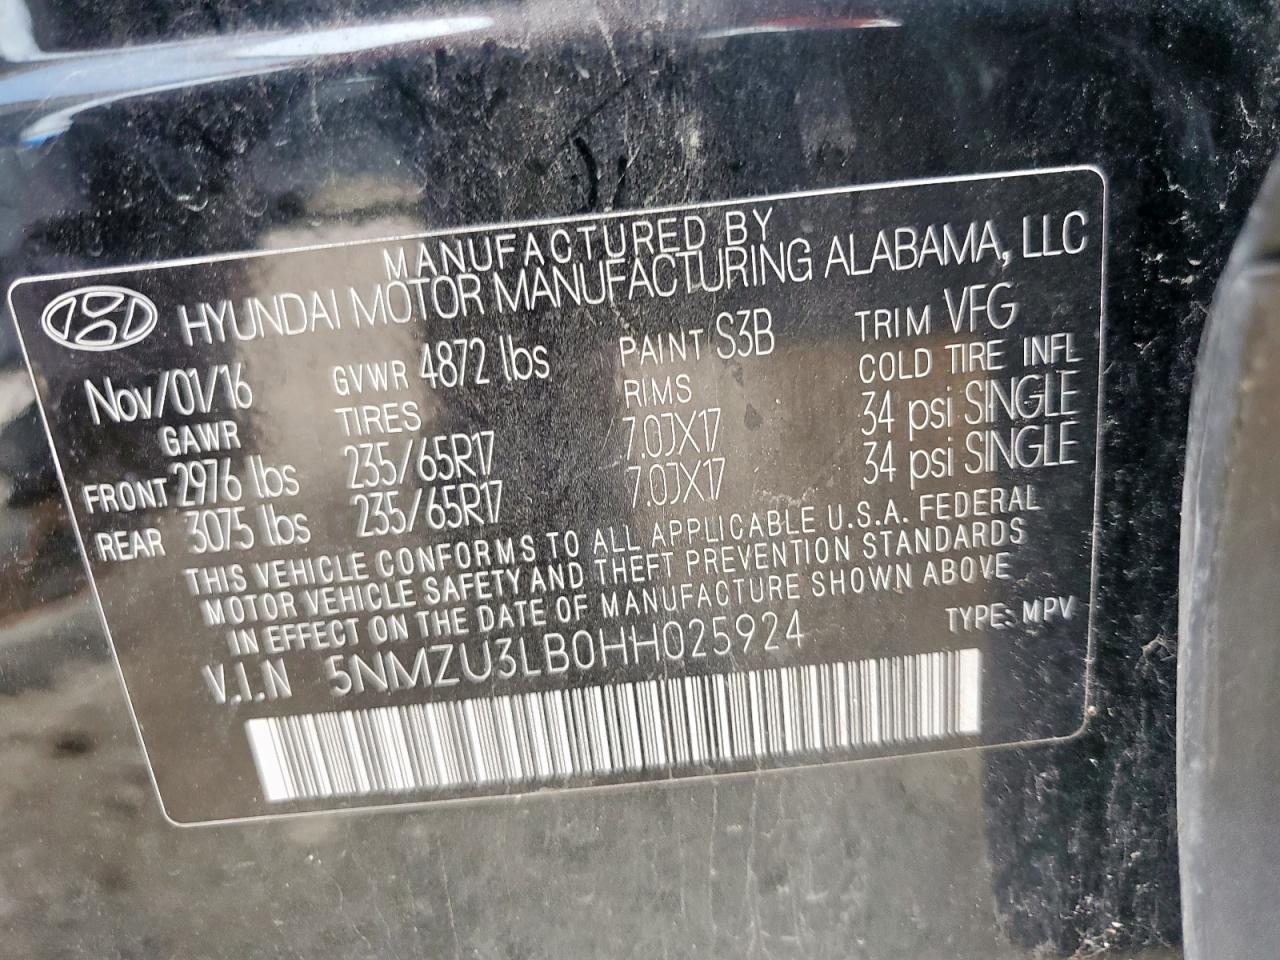 MANUFACTURED BY
HYUNDAI MOTOR MANUFACTURING ALABAMA, LLC
Nov/01/16 GVWR 4872 lbs PAINT S3B TRIM VFG
GAWR TIRES RIMS COLD TIRE INFL
FRONT 2976 lbs 235/65R17 7.0JX17 34 psi SINGLE
REAR 3075 lbs 235/65R17 7.0JX17 34 psi SINGLE
THIS VEHICLE CONFORMS TO ALL APPLICABLE U.S.A. FEDERAL
MOTOR VEHICLE SAFETY AND THEFT PREVENTION STANDARDS
IN EFFECT ON THE DATE OF MANUFACTURE SHOWN ABOVE
V.I.N 5NMZU3LB0HH025924 TYPE: MPV